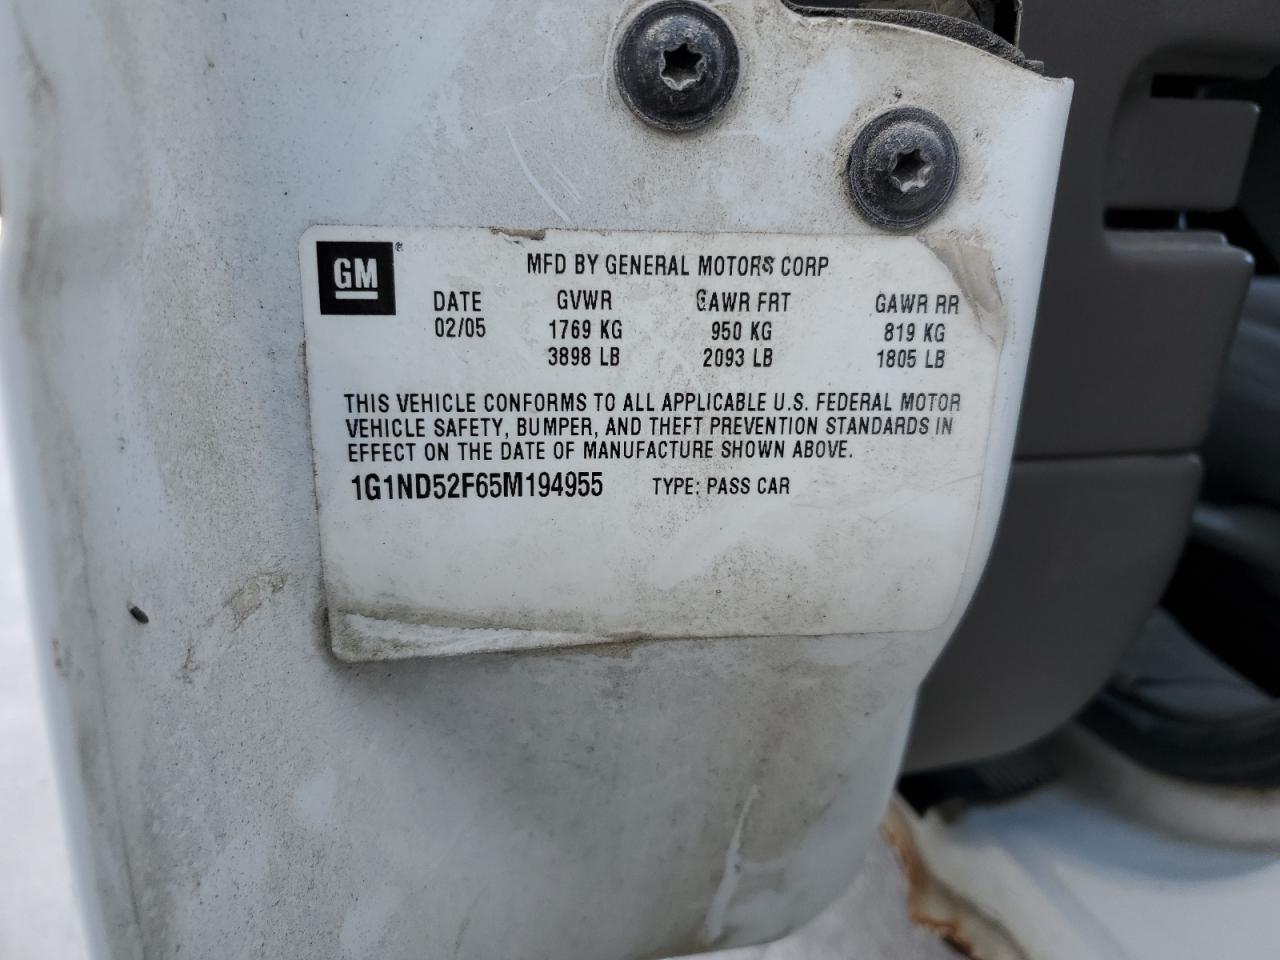 GM®
MFD BY GENERAL MOTORS CORP
DATE GVWR GAWR FRT GAWR RR
02/05 1769 KG 950 KG 819 KG
3898 LB 2093 LB 1805 LB
THIS VEHICLE CONFORMS TO ALL APPLICABLE U.S. FEDERAL MOTOR
VEHICLE SAFETY, BUMPER, AND THEFT PREVENTION STANDARDS IN
EFFECT ON THE DATE OF MANUFACTURE SHOWN ABOVE.
1G1ND52F65M194955 TYPE: PASS CAR